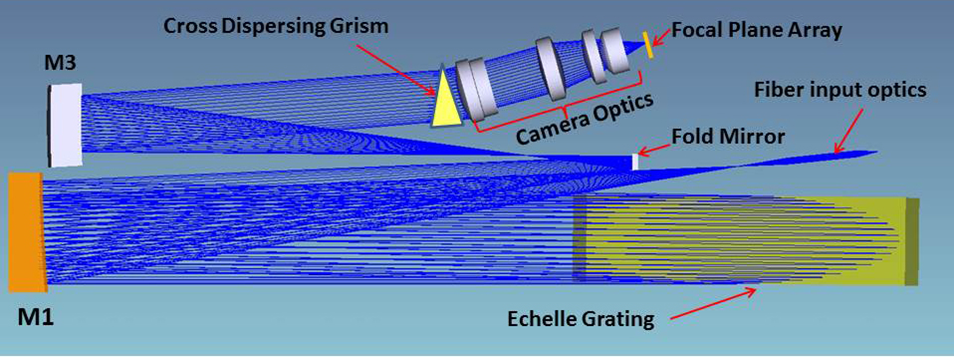 Cross Dispersing Grism
Focal Plane Array
M3
Fiber input optics
Camera Optics
Fold Mirror
M1
Echelle Grating